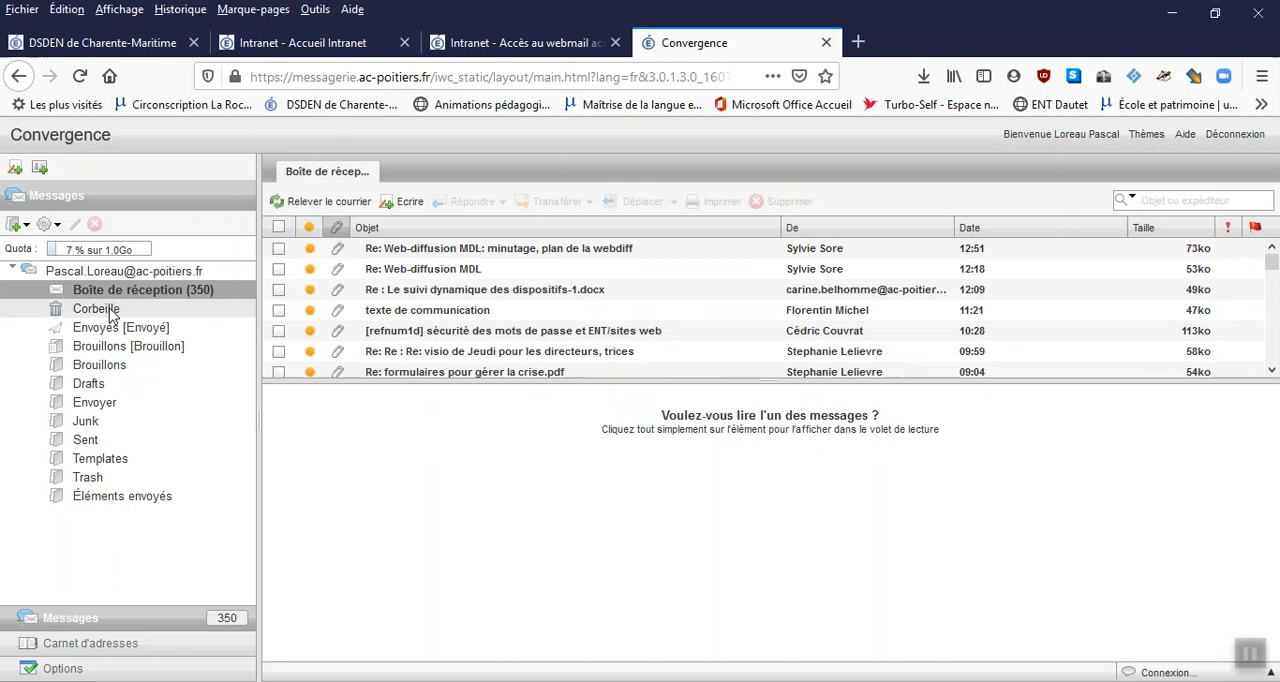 Fichier Édition Affichage Historique Marque-pages Outils Aide
DSDEN de Charente-Maritime Intranet - Accueil Intranet Intranet - Accès au webmail ac Convergence
https://messagerie.ac-poitiers.fr/iwc_static/layout/main.html?lang=fr&3.0.1.3.0_1607
Les plus visités Circonscription La Roc... DSDEN de Charente-... Animations pédagogi... Maîtrise de la langue e... Microsoft Office Accueil Turbo-Self - Espace n... ENT Dautet École et patrimoine | u...
Convergence Bienvenue Loreau Pascal Thèmes Aide Déconnexion
Messages
Quota : 7 % sur 1.0Go
Pascal.Loreau@ac-poitiers.fr
Boîte de réception (350)
Corbeille
Envoyés [Envoyé]
Brouillons [Brouillon]
Brouillons
Drafts
Envoyer
Junk
Sent
Templates
Trash
Éléments envoyés
Messages 350
Carnet d'adresses
Options
Boîte de récep...
Relever le courrier Ecrire Répondre Transférer Déplacer Imprimer Supprimer Objet ou expéditeur
Objet De Date Taille
Re: Web-diffusion MDL: minutage, plan de la webdiff Sylvie Sore 12:51 73ko
Re: Web-diffusion MDL Sylvie Sore 12:18 53ko
Re : Le suivi dynamique des dispositifs-1.docx carine.belhomme@ac-poitier... 12:09 49ko
texte de communication Florentin Michel 11:21 47ko
[refnum1d] sécurité des mots de passe et ENT/sites web Cédric Couvrat 10:28 113ko
Re: Re : Re: visio de Jeudi pour les directeurs, trices Stephanie Lelievre 09:59 58ko
Re: formulaires pour gérer la crise.pdf Stephanie Lelievre 09:04 54ko
Voulez-vous lire l'un des messages ?
Cliquez tout simplement sur l'élément pour l'afficher dans le volet de lecture
Connexion...